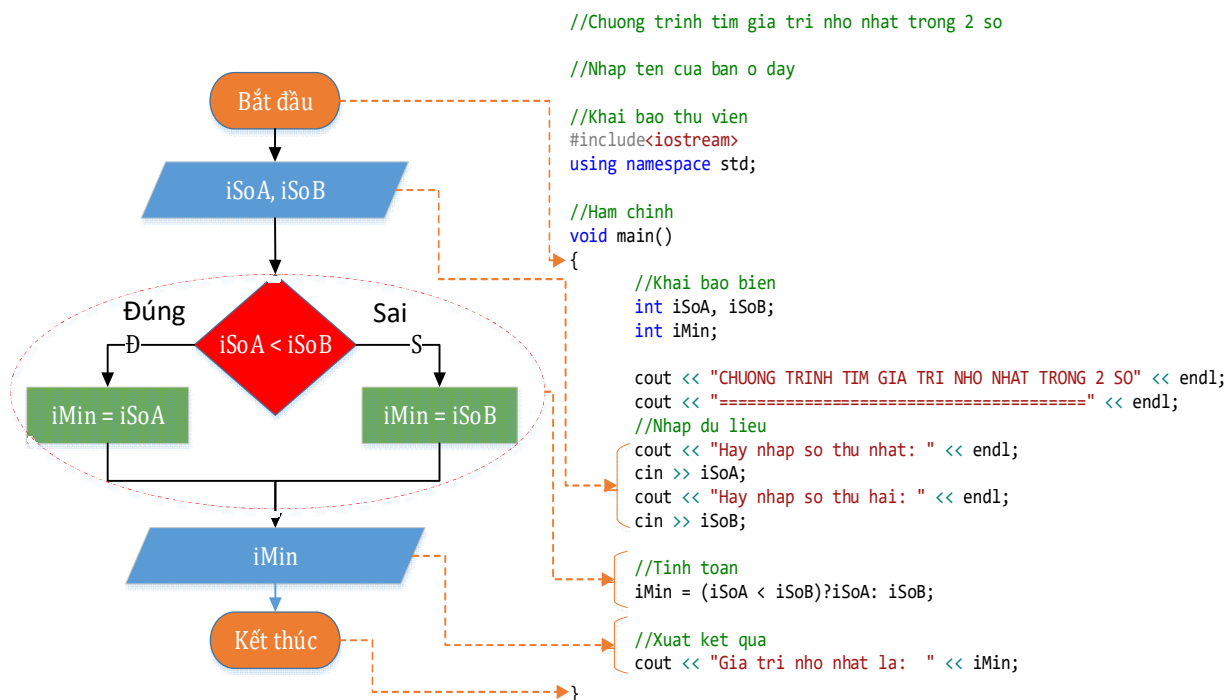 Bắt đầu
iSoA, iSoB
Đúng
Sai
Đ
iSoA < iSoB
S
iMin = iSoA
iMin = iSoB
iMin
Kết thúc
//Chuong trinh tim gia tri nho nhat trong 2 so
//Nhap ten cua ban o day
//Khai bao thu vien
#include<iostream>
using namespace std;
//Ham chinh
void main()
{
//Khai bao bien
int iSoA, iSoB;
int iMin;
cout << "CHUONG TRINH TIM GIA TRI NHO NHAT TRONG 2 SO" << endl;
cout << "=======================================" << endl;
//Nhap du lieu
cout << "Hay nhap so thu nhat: " << endl;
cin >> iSoA;
cout << "Hay nhap so thu hai: " << endl;
cin >> iSoB;
//Tinh toan
iMin = (iSoA < iSoB)?iSoA: iSoB;
//Xuat ket qua
cout << "Gia tri nho nhat la:  " << iMin;
}